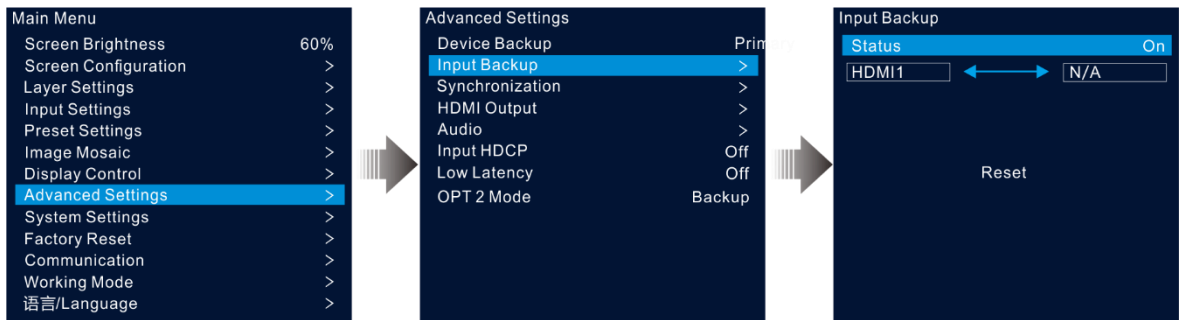 Main Menu
Screen Brightness 60%
Screen Configuration >
Layer Settings >
Input Settings >
Preset Settings >
Image Mosaic >
Display Control >
Advanced Settings >
System Settings >
Factory Reset >
Communication >
Working Mode >
语言/Language >
Advanced Settings
Device Backup Primary
Input Backup >
Synchronization >
HDMI Output >
Audio >
Input HDCP Off
Low Latency Off
OPT 2 Mode Backup
Input Backup
Status On
HDMI1 N/A
Reset